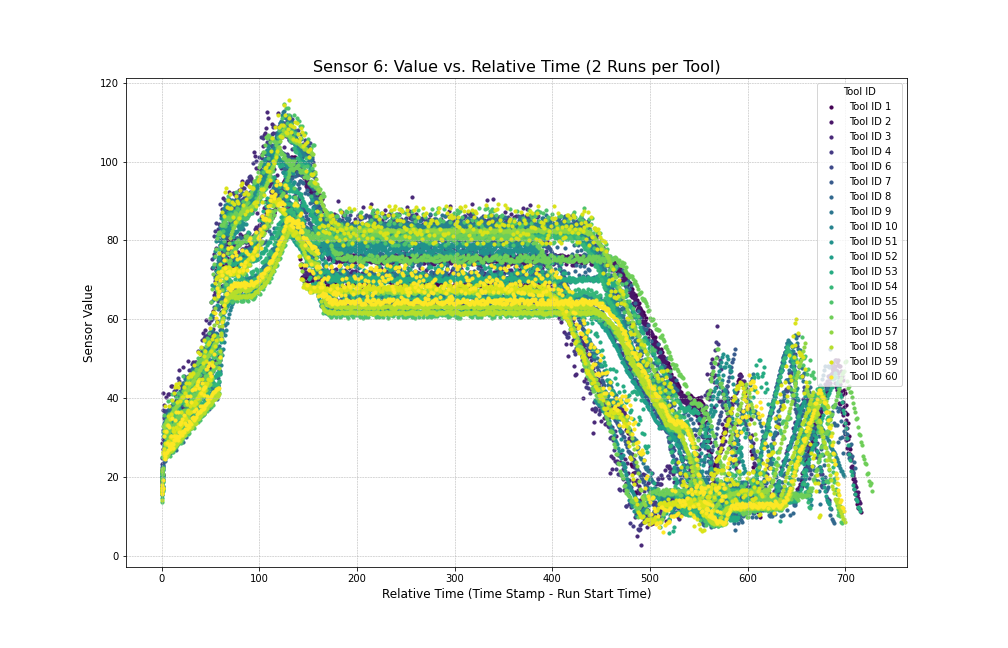 Sensor 6: Value vs. Relative Time (2 Runs per Tool)
Sensor Value
120
100
80
60
40
20
0
0 100 200 300 400 500 600 700
Relative Time (Time Stamp - Run Start Time)
Tool ID
Tool ID 1
Tool ID 2
Tool ID 3
Tool ID 4
Tool ID 6
Tool ID 7
Tool ID 8
Tool ID 9
Tool ID 10
Tool ID 51
Tool ID 52
Tool ID 53
Tool ID 54
Tool ID 55
Tool ID 56
Tool ID 57
Tool ID 58
Tool ID 59
Tool ID 60